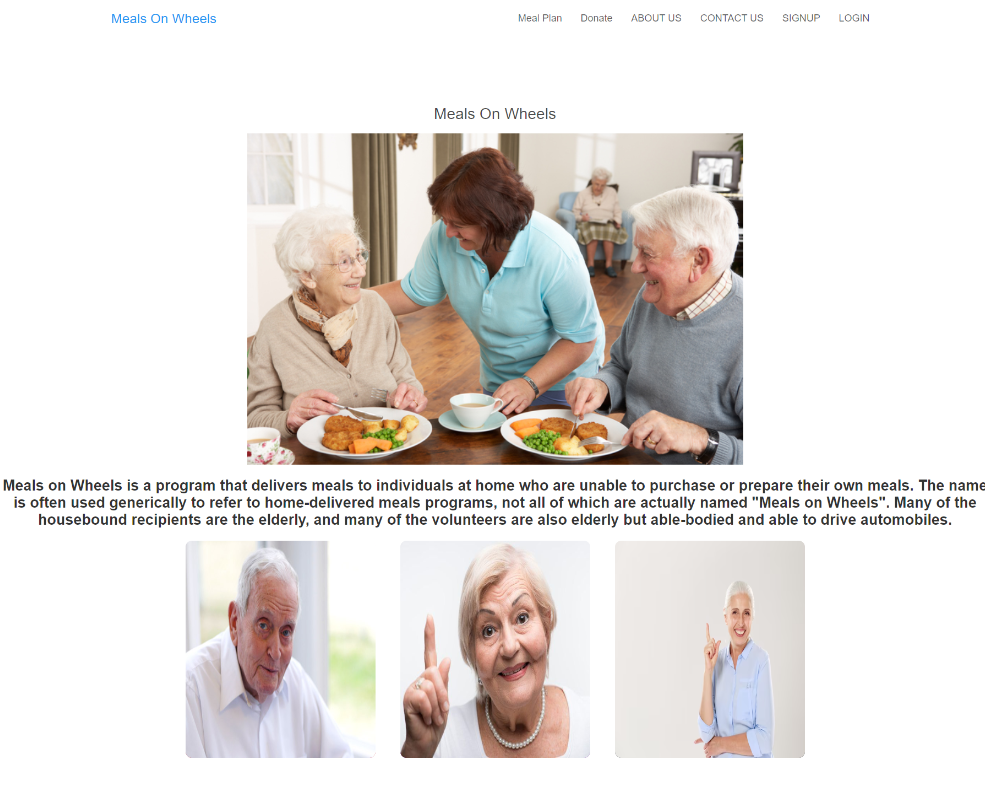 Meals On Wheels
Meal Plan Donate ABOUT US CONTACT US SIGNUP LOGIN
Meals On Wheels
Meals on Wheels is a program that delivers meals to individuals at home who are unable to purchase or prepare their own meals. The name
is often used generically to refer to home-delivered meals programs, not all of which are actually named "Meals on Wheels". Many of the
housebound recipients are the elderly, and many of the volunteers are also elderly but able-bodied and able to drive automobiles.